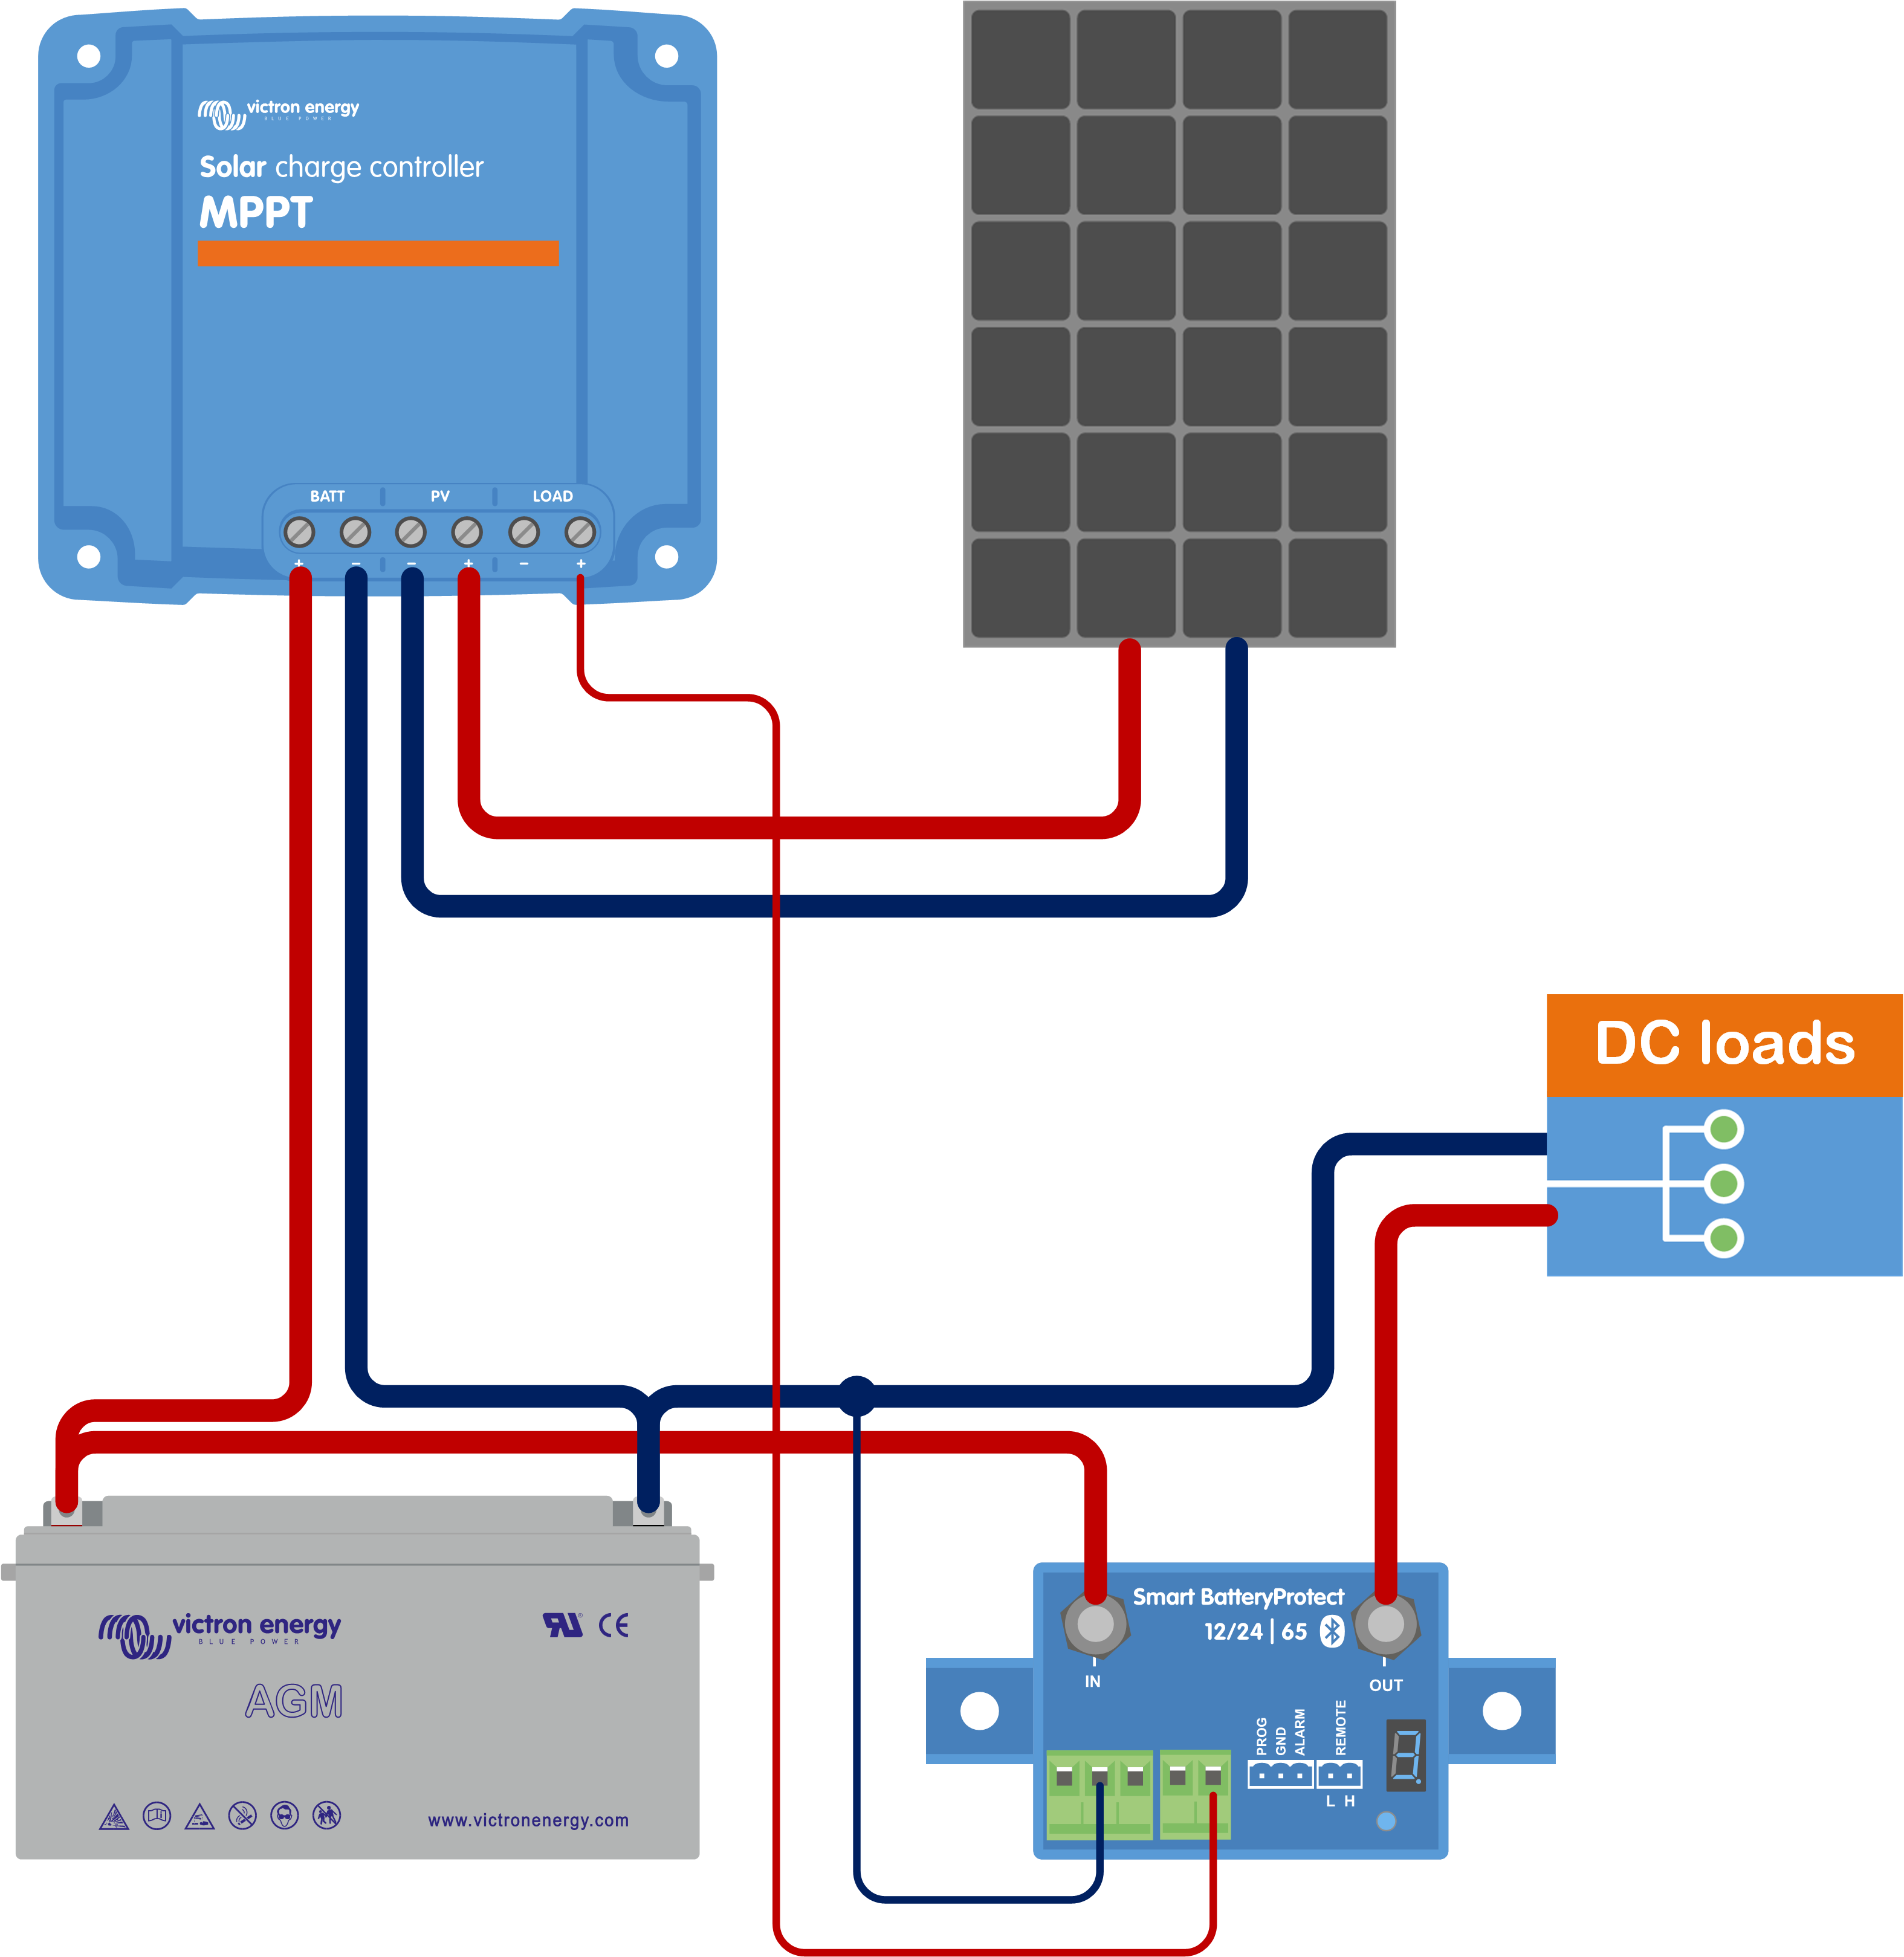 victron energy
BLUE POWER
Solar charge controller
MPPT
BATT PV LOAD
+ − − + − +
DC loads
victron energy
BLUE POWER
AGM
www.victronenergy.com
Smart BatteryProtect
12/24 | 65
IN
OUT
PROG
GND
ALARM
REMOTE
L H